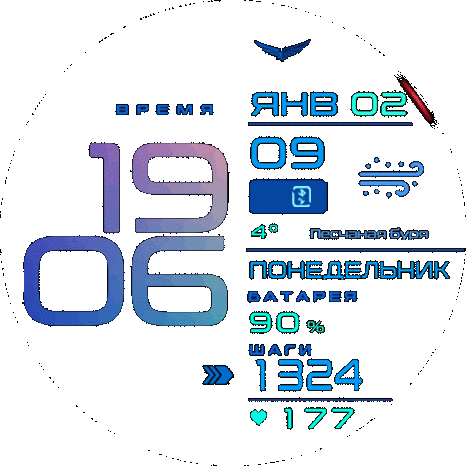 ВРЕМЯ
19
06
ЯНВ 02
09
4°
Песчаная буря
ПОНЕДЕЛЬНИК
БАТАРЕЯ
90 %
ШАГИ
1324
177